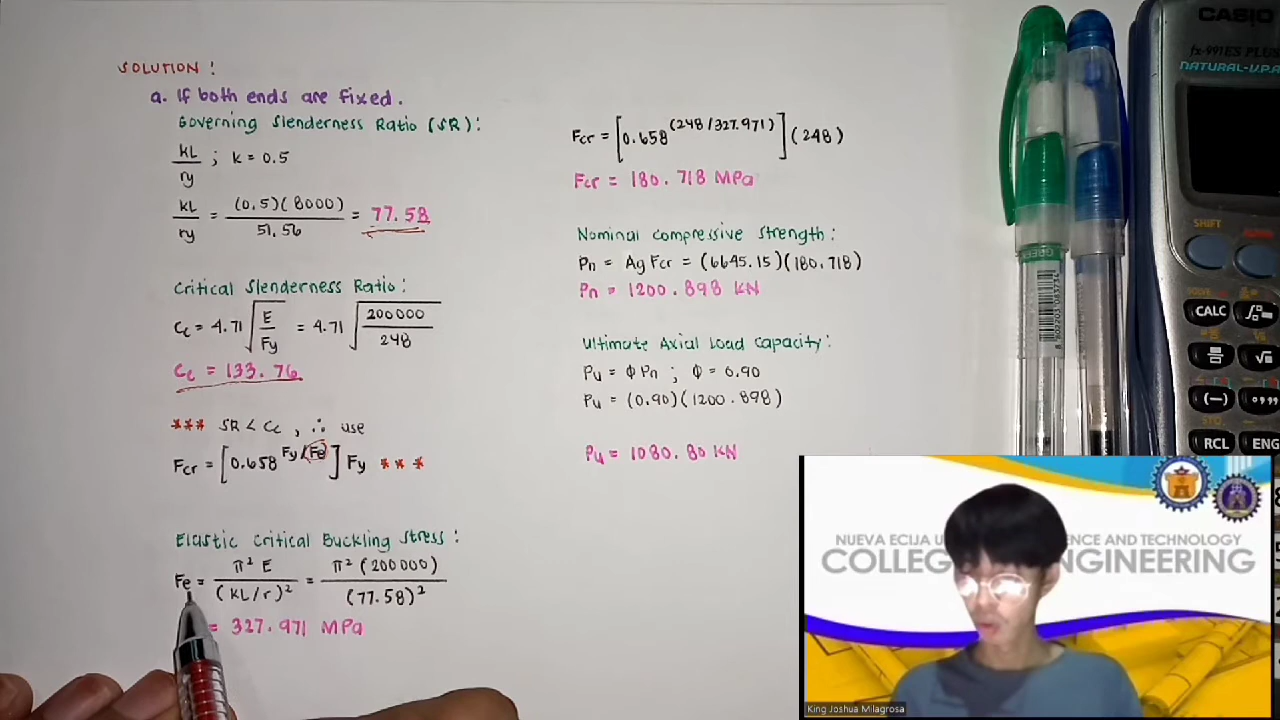 SOLUTION :
a. If both ends are fixed.
Governing Slenderness Ratio (SR) :
kL/ry ; k = 0.5
kL/ry = (0.5)(8000)/51.56 = 77.58
Critical Slenderness Ratio :
Cc = 4.71 √(E/Fy) = 4.71 √(200000/248)
Cc = 133.76
*** SR < Cc , ∴ use
Fcr = [0.658^(Fy/Fe)] Fy ***
Elastic Critical Buckling Stress :
Fe = π² E/(KL/r)² = π² (200000)/(77.58)²
= 327.971 MPa
Fcr = [0.658^(248/327.971)] (248)
Fcr = 180.718 MPa
Nominal Compressive Strength :
Pn = Ag Fcr = (6645.15)(180.718)
Pn = 1200.898 KN
Ultimate Axial Load Capacity :
Pu = ϕ Pn ; ϕ = 0.90
Pu = (0.90)(1200.898)
Pu = 1080.80 KN
CASIO
fx-991ES PLUS
NATURAL-V.P.A
SHIFT
CALC
(-)
RCL
ENG
GREEN
NUEVA ECIJA U ENCE AND TECHNOLOGY
COLLEG ENGINEERING
King Joshua Milagrosa